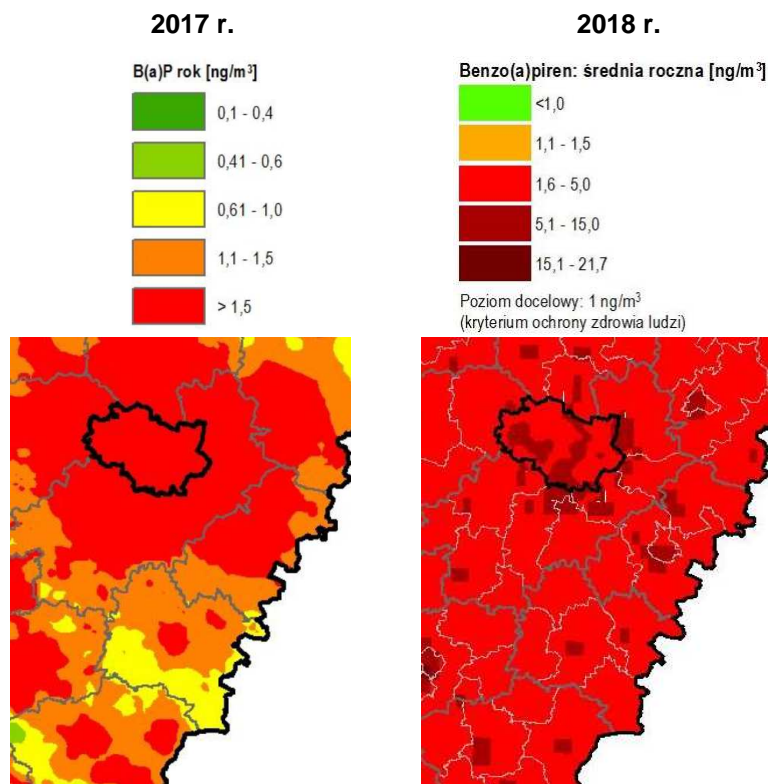 2017 r.
B(a)P rok [ng/m³]
0,1 - 0,4
0,41 - 0,6
0,61 - 1,0
1,1 - 1,5
> 1,5
2018 r.
Benzo(a)piren: średnia roczna [ng/m³]
<1,0
1,1 - 1,5
1,6 - 5,0
5,1 - 15,0
15,1 - 21,7
Poziom docelowy: 1 ng/m³
(kryterium ochrony zdrowia ludzi)